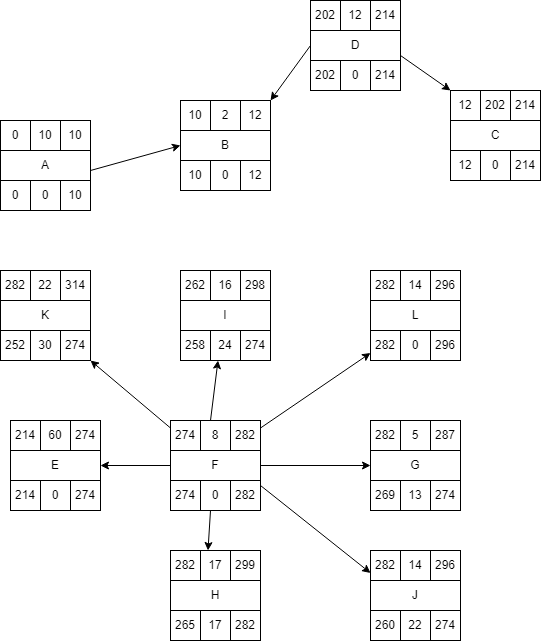 202 12 214
D
202 0 214
12 202 214
C
12 0 214
10 2 12
B
10 0 12
0 10 10
A
0 0 10
282 22 314
K
252 30 274
262 16 298
I
258 24 274
282 14 296
L
282 0 296
214 60 274
E
214 0 274
274 8 282
F
274 0 282
282 5 287
G
269 13 274
282 17 299
H
265 17 282
282 14 296
J
260 22 274